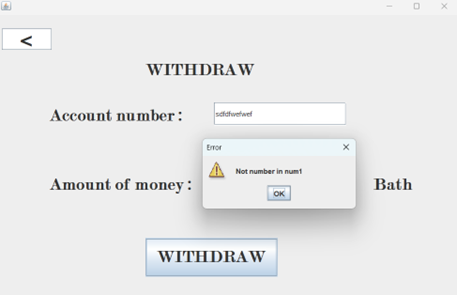 <
WITHDRAW
Account number :
sdfdfwefwef
Error
Not number in num1
OK
Amount of money :
Bath
WITHDRAW